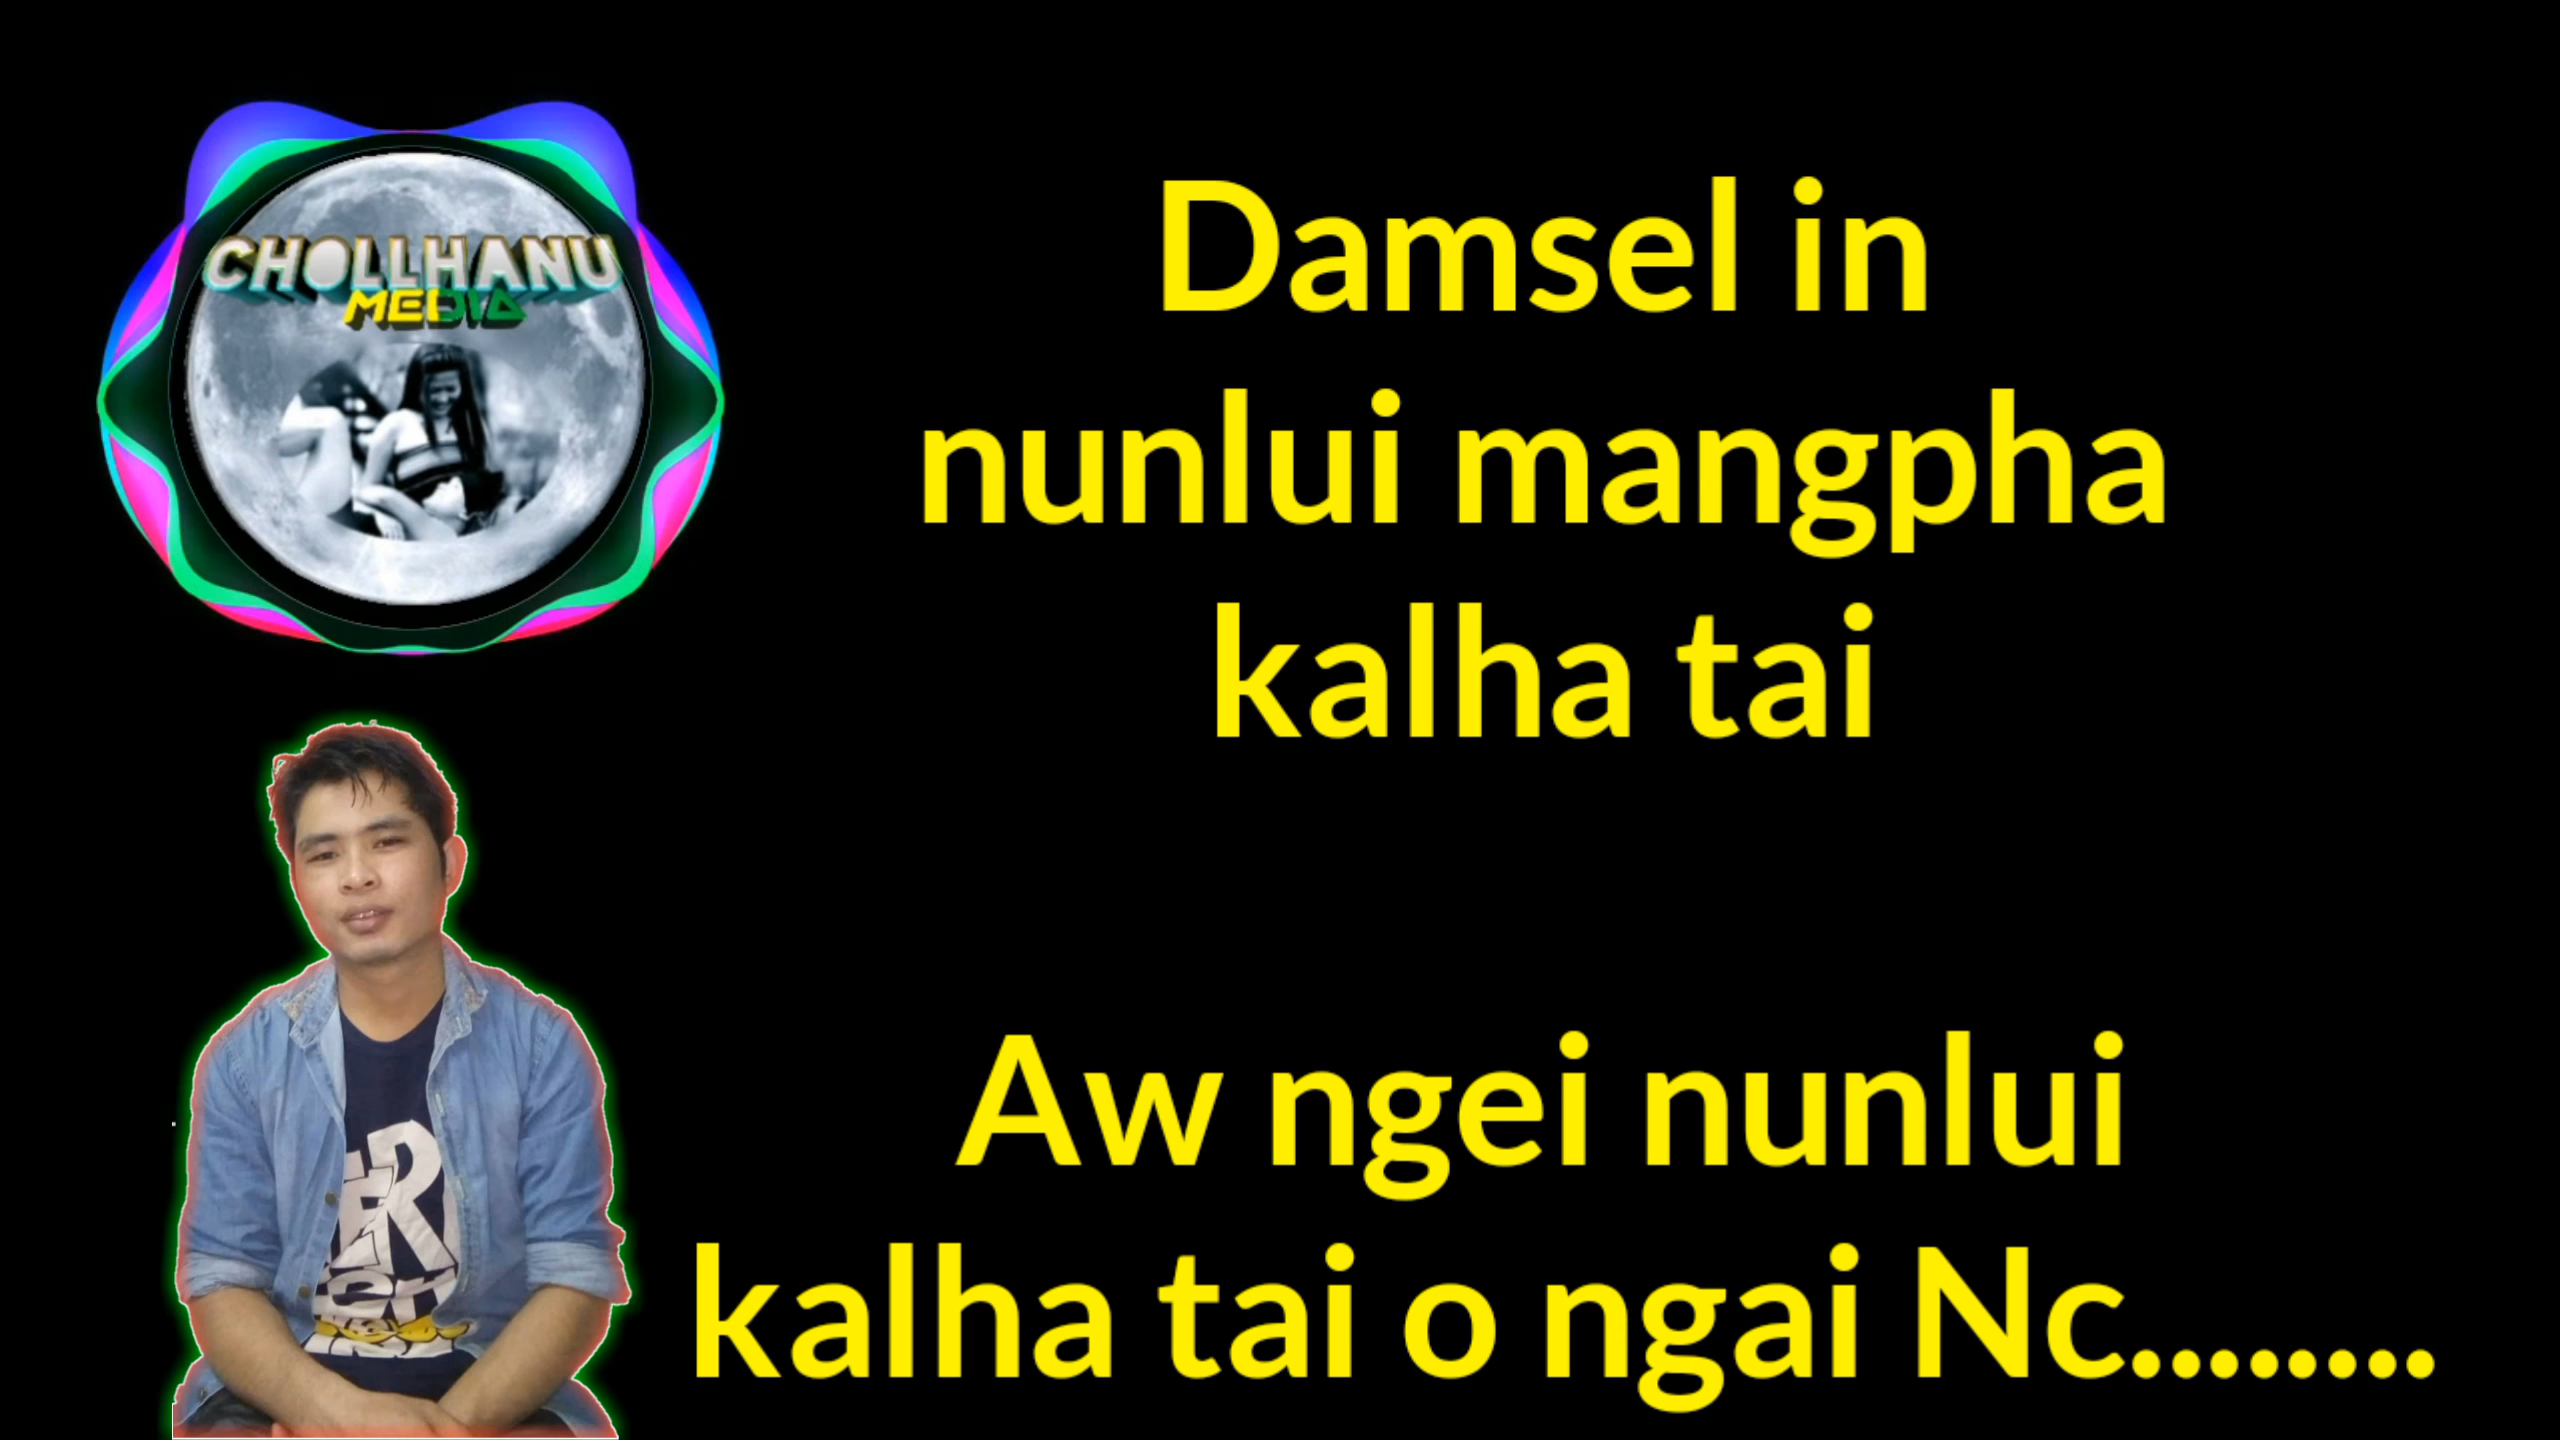 CHOLLHANU
MEDIA
Damsel in
nunlui mangpha
kalha tai
Aw ngei nunlui
kalha tai o ngai Nc........